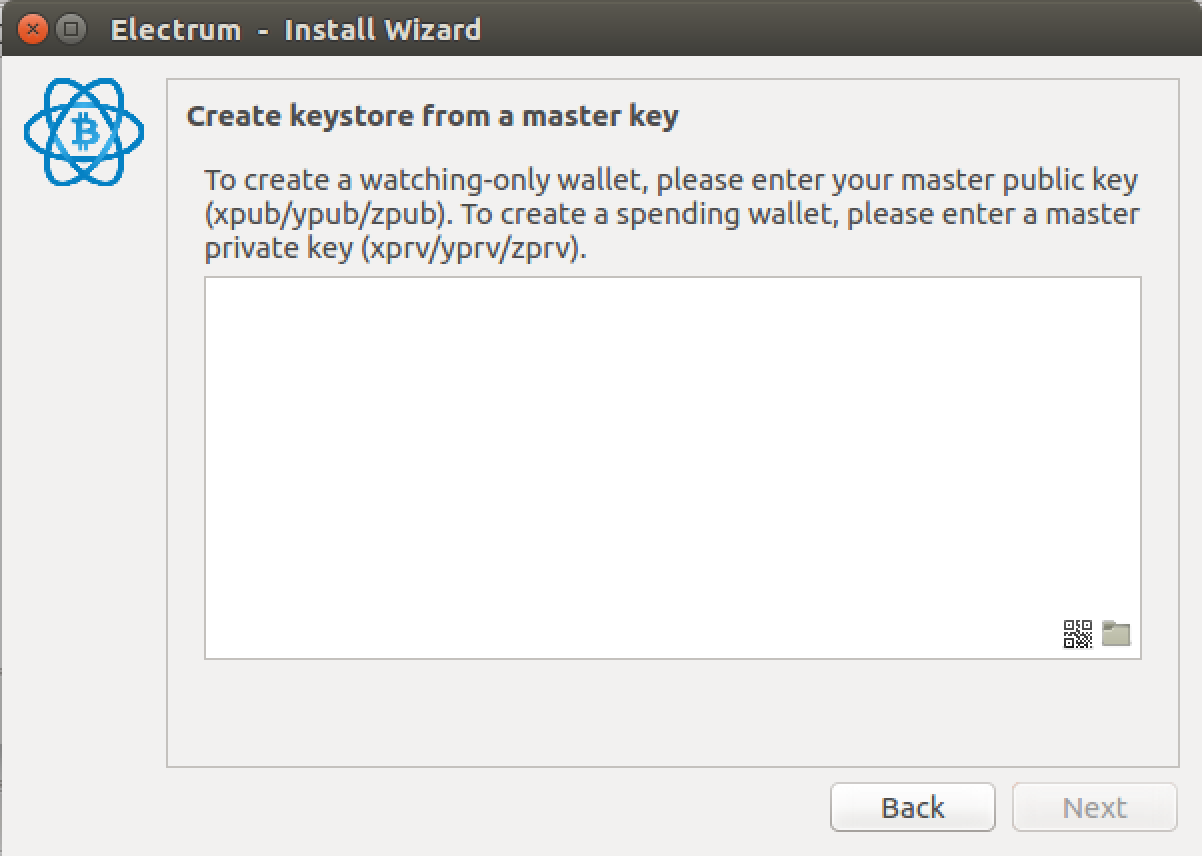 Electrum - Install Wizard
Create keystore from a master key
To create a watching-only wallet, please enter your master public key
(xpub/ypub/zpub). To create a spending wallet, please enter a master
private key (xprv/yprv/zprv).
Back Next